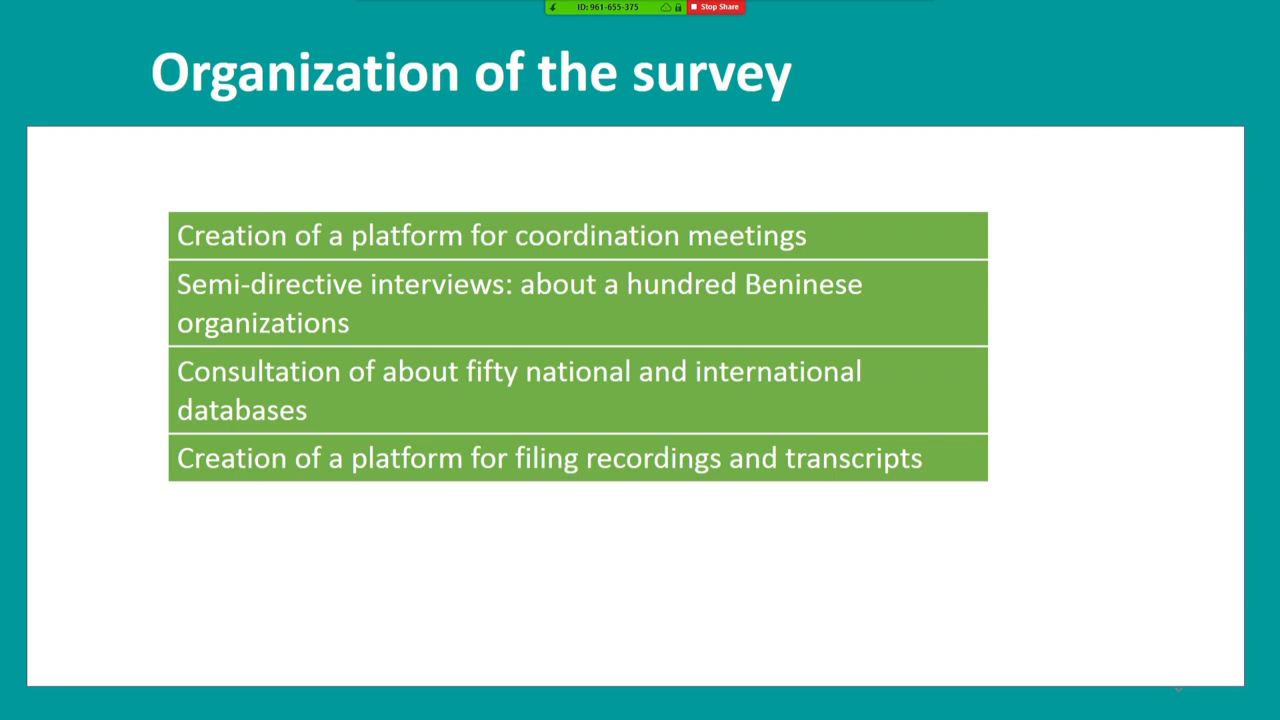 ID: 961-655-375
Stop Share
Organization of the survey
Creation of a platform for coordination meetings
Semi-directive interviews: about a hundred Beninese
organizations
Consultation of about fifty national and international
databases
Creation of a platform for filing recordings and transcripts